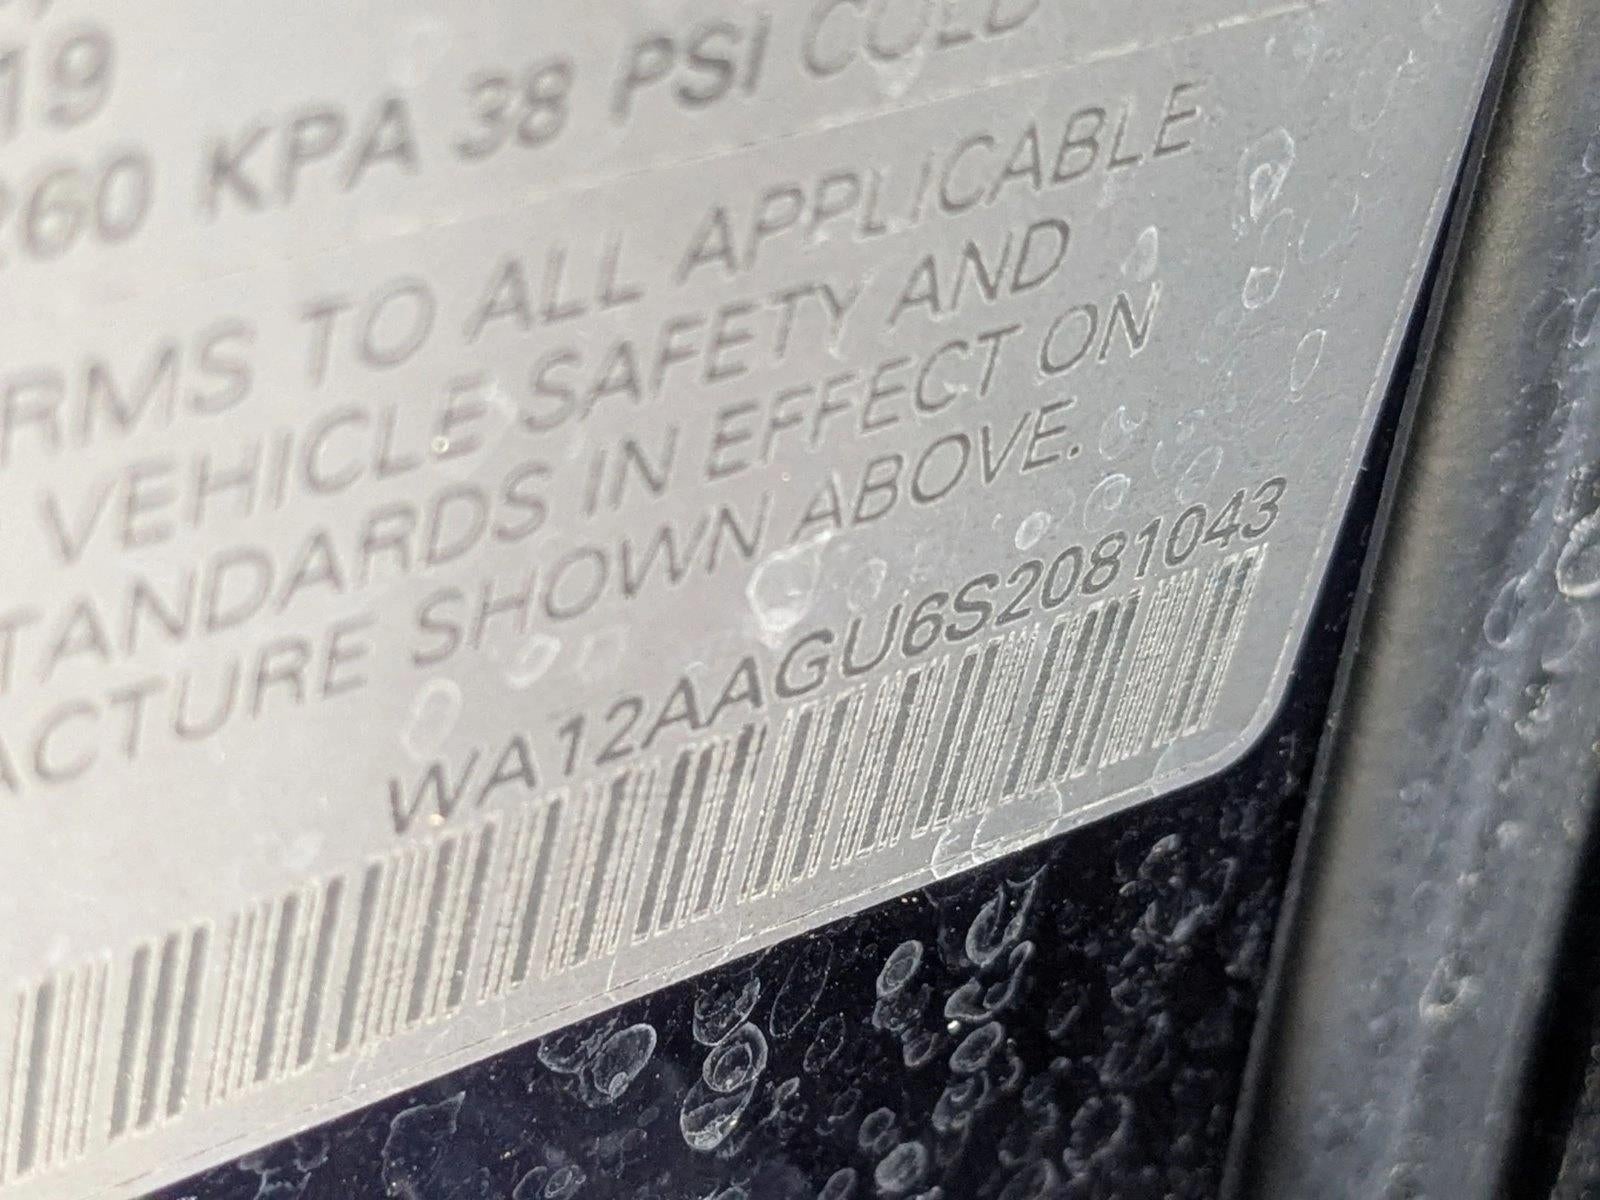 19
260 KPA 38 PSI COLD
RMS TO ALL APPLICABLE
VEHICLE SAFETY AND
TANDARDS IN EFFECT ON
ACTURE SHOWN ABOVE.
WA12AAGU6S2081043